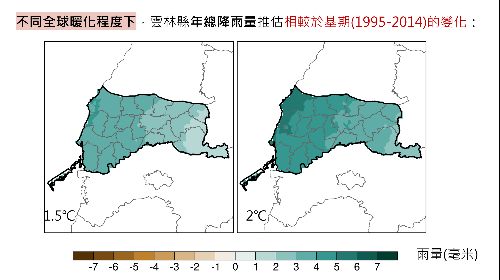 不同全球暖化程度下，雲林縣年總降雨量推估相較於基期(1995-2014)的變化：
1.5℃
2℃
-7 -6 -5 -4 -3 -2 -1 0 1 2 3 4 5 6 7
雨量(毫米)